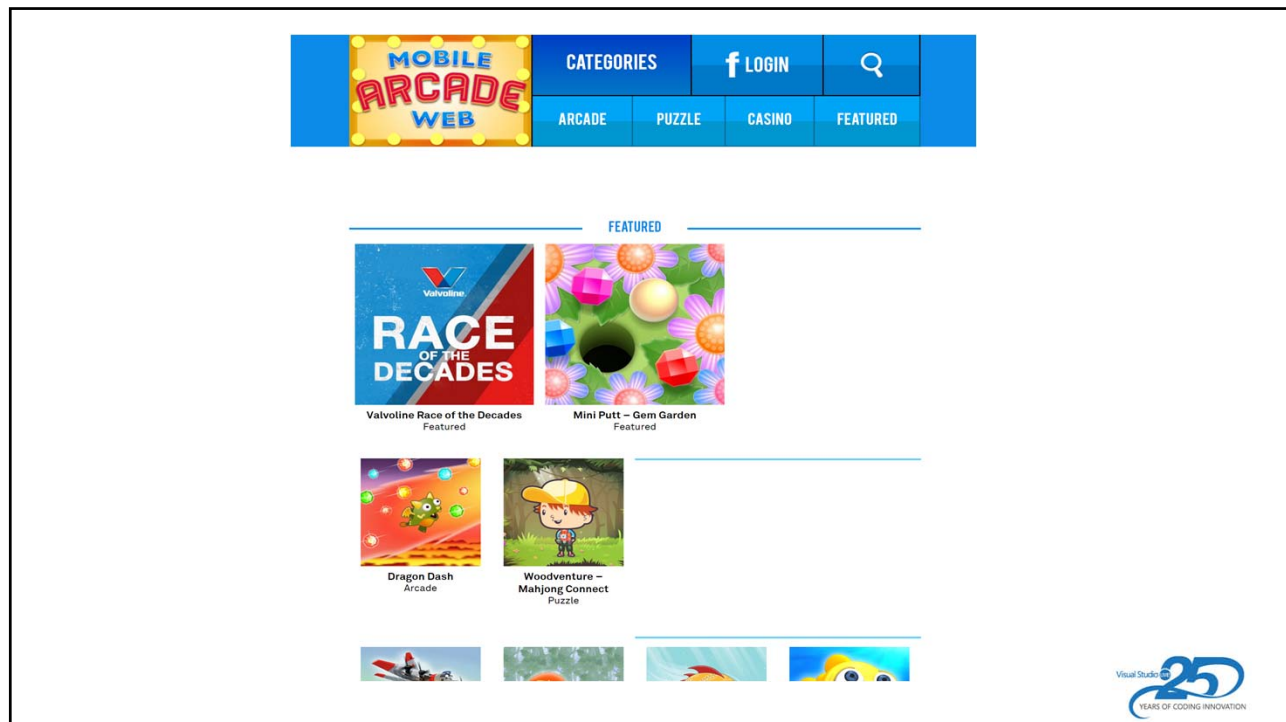 MOBILE
ARCADE
WEB
CATEGORIES
f LOGIN
ARCADE
PUZZLE
CASINO
FEATURED
FEATURED
Valvoline
RACE
OF THE
DECADES
Valvoline Race of the Decades
Featured
Mini Putt – Gem Garden
Featured
Dragon Dash
Arcade
Woodventure –
Mahjong Connect
Puzzle
Visual Studio LIVE! 25
YEARS OF CODING INNOVATION